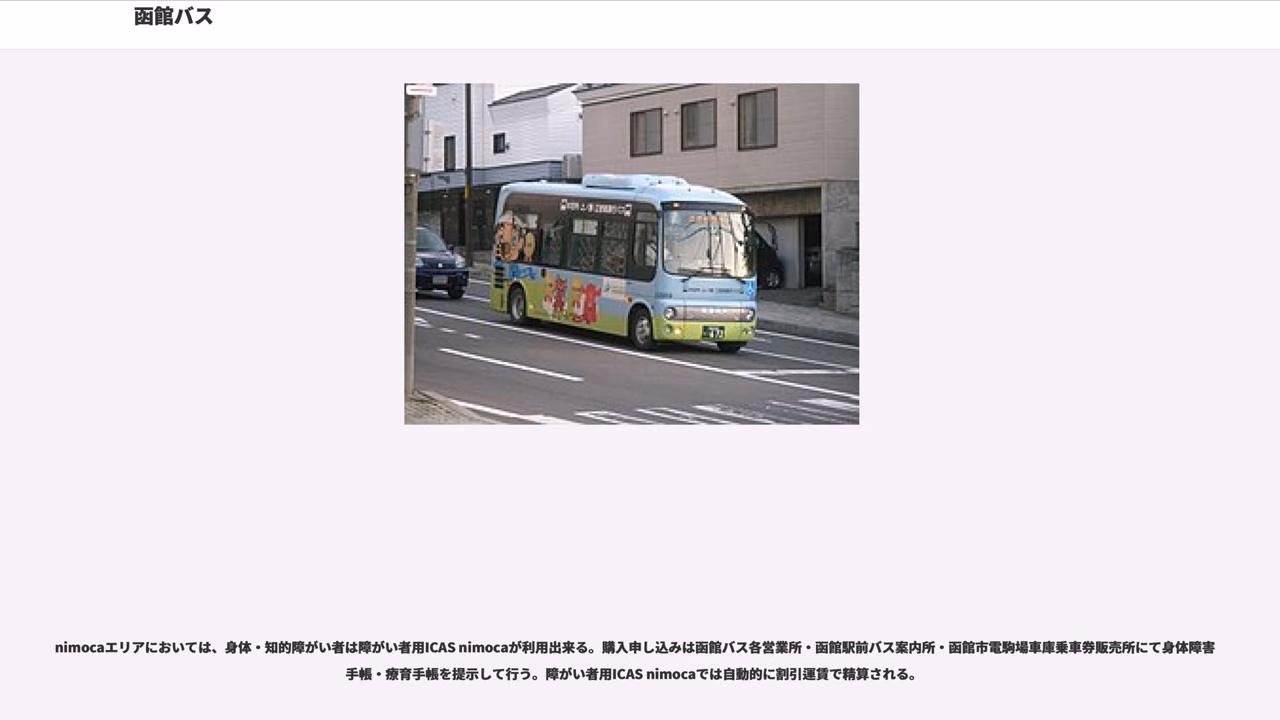 函館バス
nimocaエリアにおいては、身体・知的障がい者は障がい者用ICAS nimocaが利用出来る。購入申し込みは函館バス各営業所・函館駅前バス案内所・函館市電駒場車庫乗車券販売所にて身体障害
手帳・療育手帳を提示して行う。障がい者用ICAS nimocaでは自動的に割引運賃で精算される。